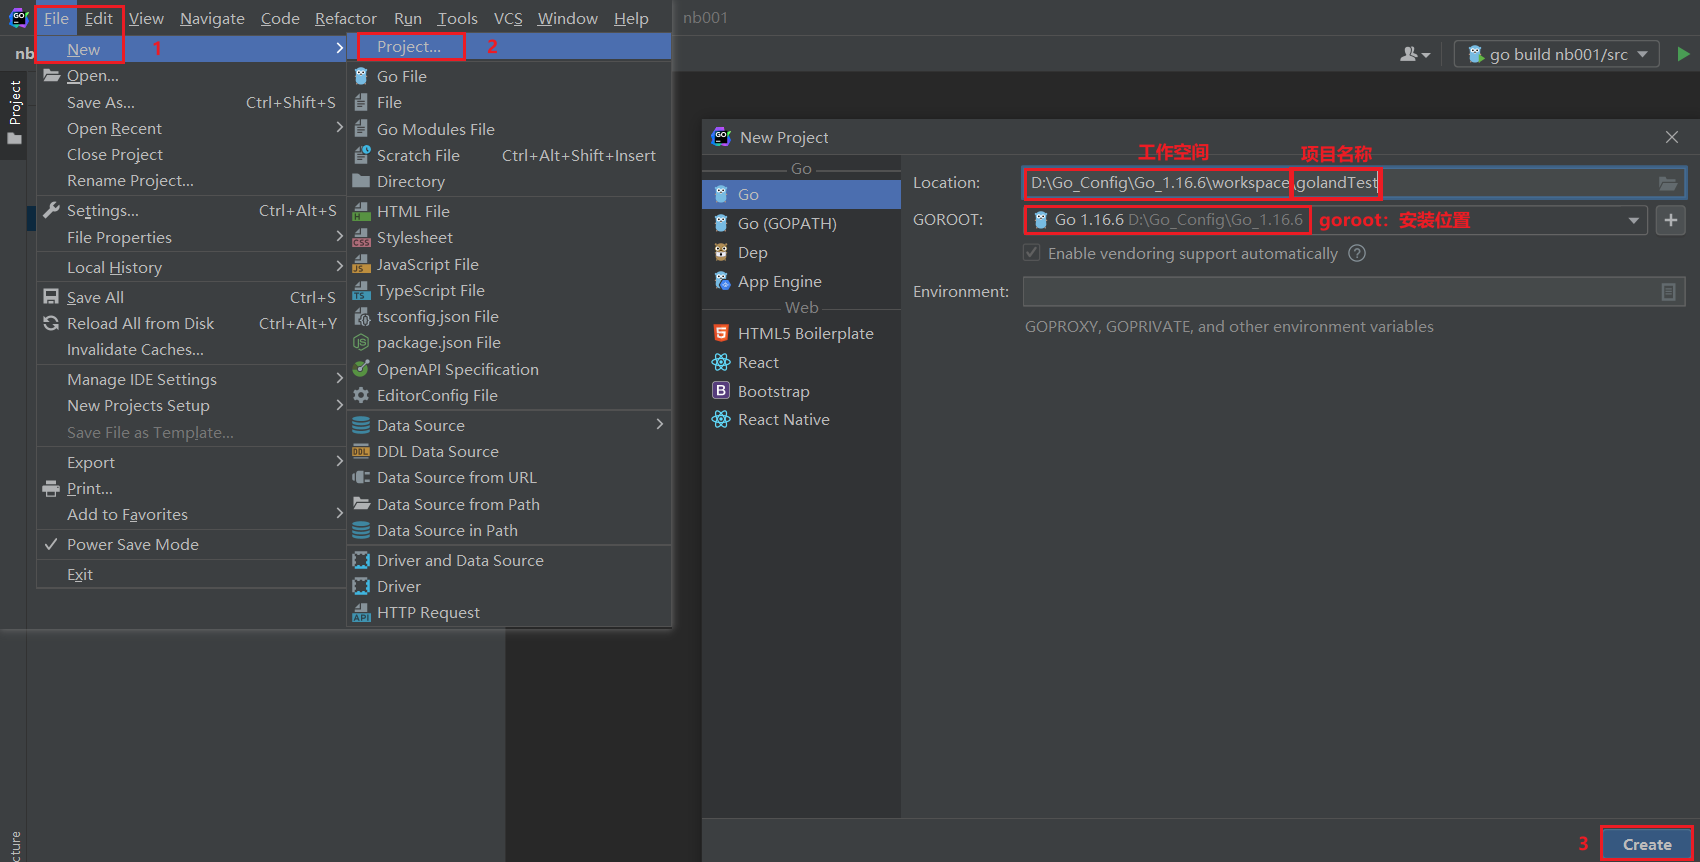 File Edit View Navigate Code Refactor Run Tools VCS Window Help nb001
nb
go build nb001/src
Project
New 1
Open...
Save As... Ctrl+Shift+S
Open Recent
Close Project
Rename Project...
Settings... Ctrl+Alt+S
File Properties
Local History
Save All Ctrl+S
Reload All from Disk Ctrl+Alt+Y
Invalidate Caches...
Manage IDE Settings
New Projects Setup
Save File as Template...
Export
Print...
Add to Favorites
Power Save Mode
Exit
Project... 2
Go File
File
Go Modules File
Scratch File Ctrl+Alt+Shift+Insert
Directory
HTML File
Stylesheet
JavaScript File
TypeScript File
tsconfig.json File
package.json File
OpenAPI Specification
EditorConfig File
Data Source
DDL Data Source
Data Source from URL
Data Source from Path
Data Source in Path
Driver and Data Source
Driver
HTTP Request
New Project
Go
Go
Go (GOPATH)
Dep
App Engine
Web
HTML5 Boilerplate
React
Bootstrap
React Native
工作空间 项目名称
Location: D:\Go_Config\Go_1.16.6\workspace\golandTest
GOROOT: Go 1.16.6 D:\Go_Config\Go_1.16.6 goroot：安装位置
Enable vendoring support automatically
Environment:
GOPROXY, GOPRIVATE, and other environment variables
3 Create
cture